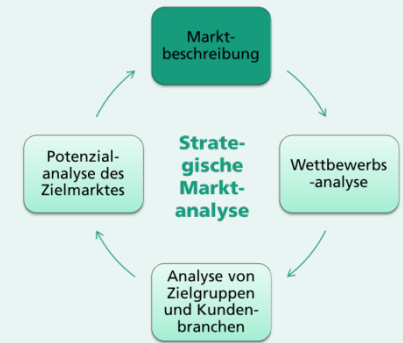 Markt-
beschreibung
Strate-
gische
Markt-
analyse
Potenzial-
analyse des
Zielmarktes
Wettbewerbs
-analyse
Analyse von
Zielgruppen
und Kunden-
branchen